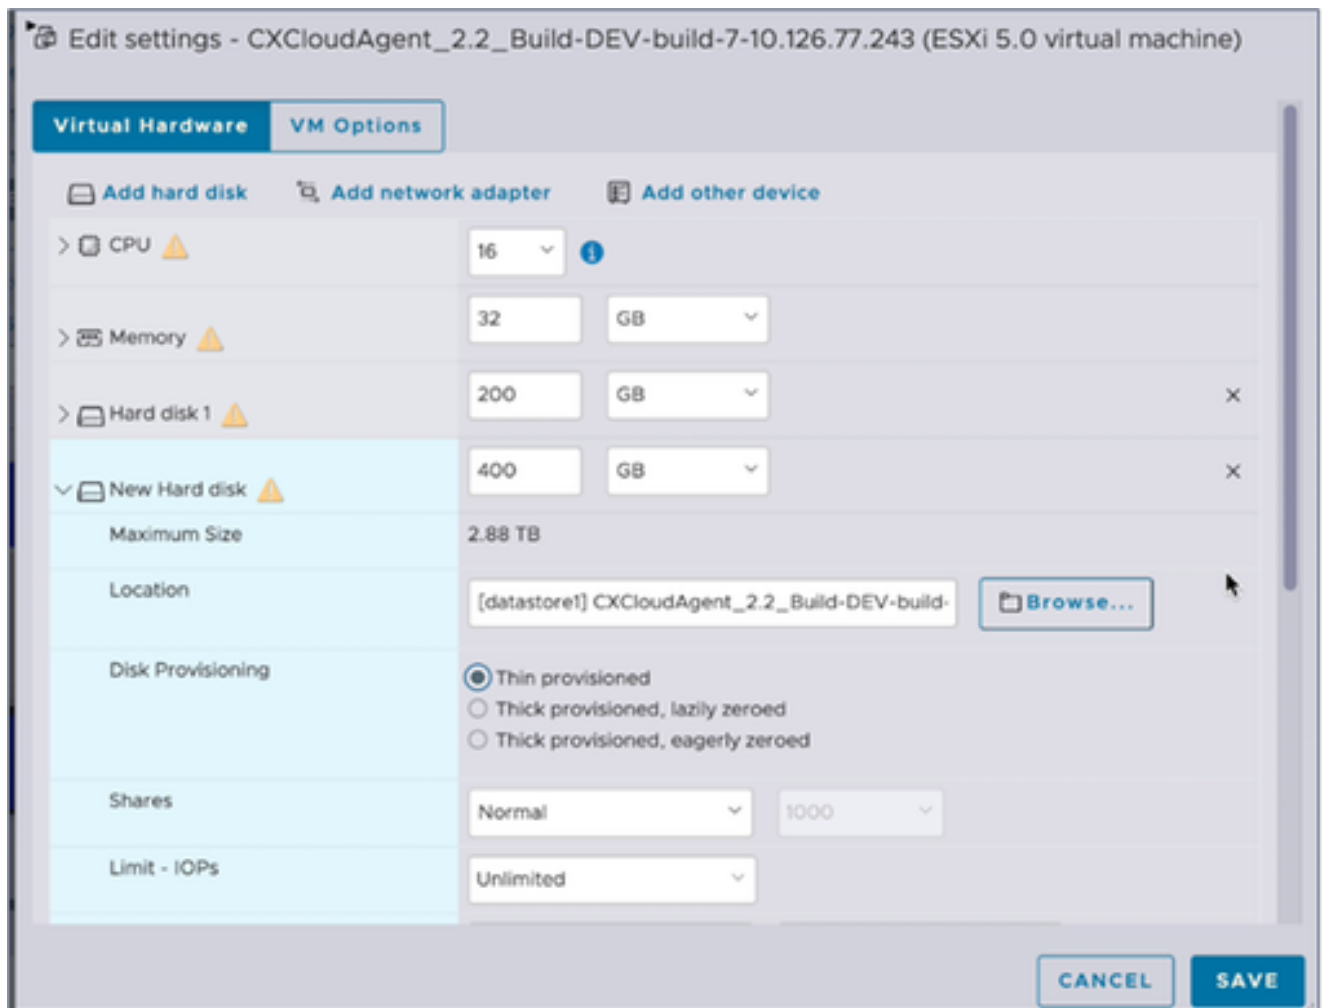 Edit settings - CXCloudAgent_2.2_Build-DEV-build-7-10.126.77.243 (ESXi 5.0 virtual machine)
Virtual Hardware VM Options
Add hard disk Add network adapter Add other device
CPU 16
Memory 32 GB
Hard disk 1 200 GB
New Hard disk 400 GB
Maximum Size 2.88 TB
Location [datastore1] CXCloudAgent_2.2_Build-DEV-build- Browse...
Disk Provisioning Thin provisioned
Thick provisioned, lazily zeroed
Thick provisioned, eagerly zeroed
Shares Normal 1000
Limit - IOPs Unlimited
CANCEL SAVE